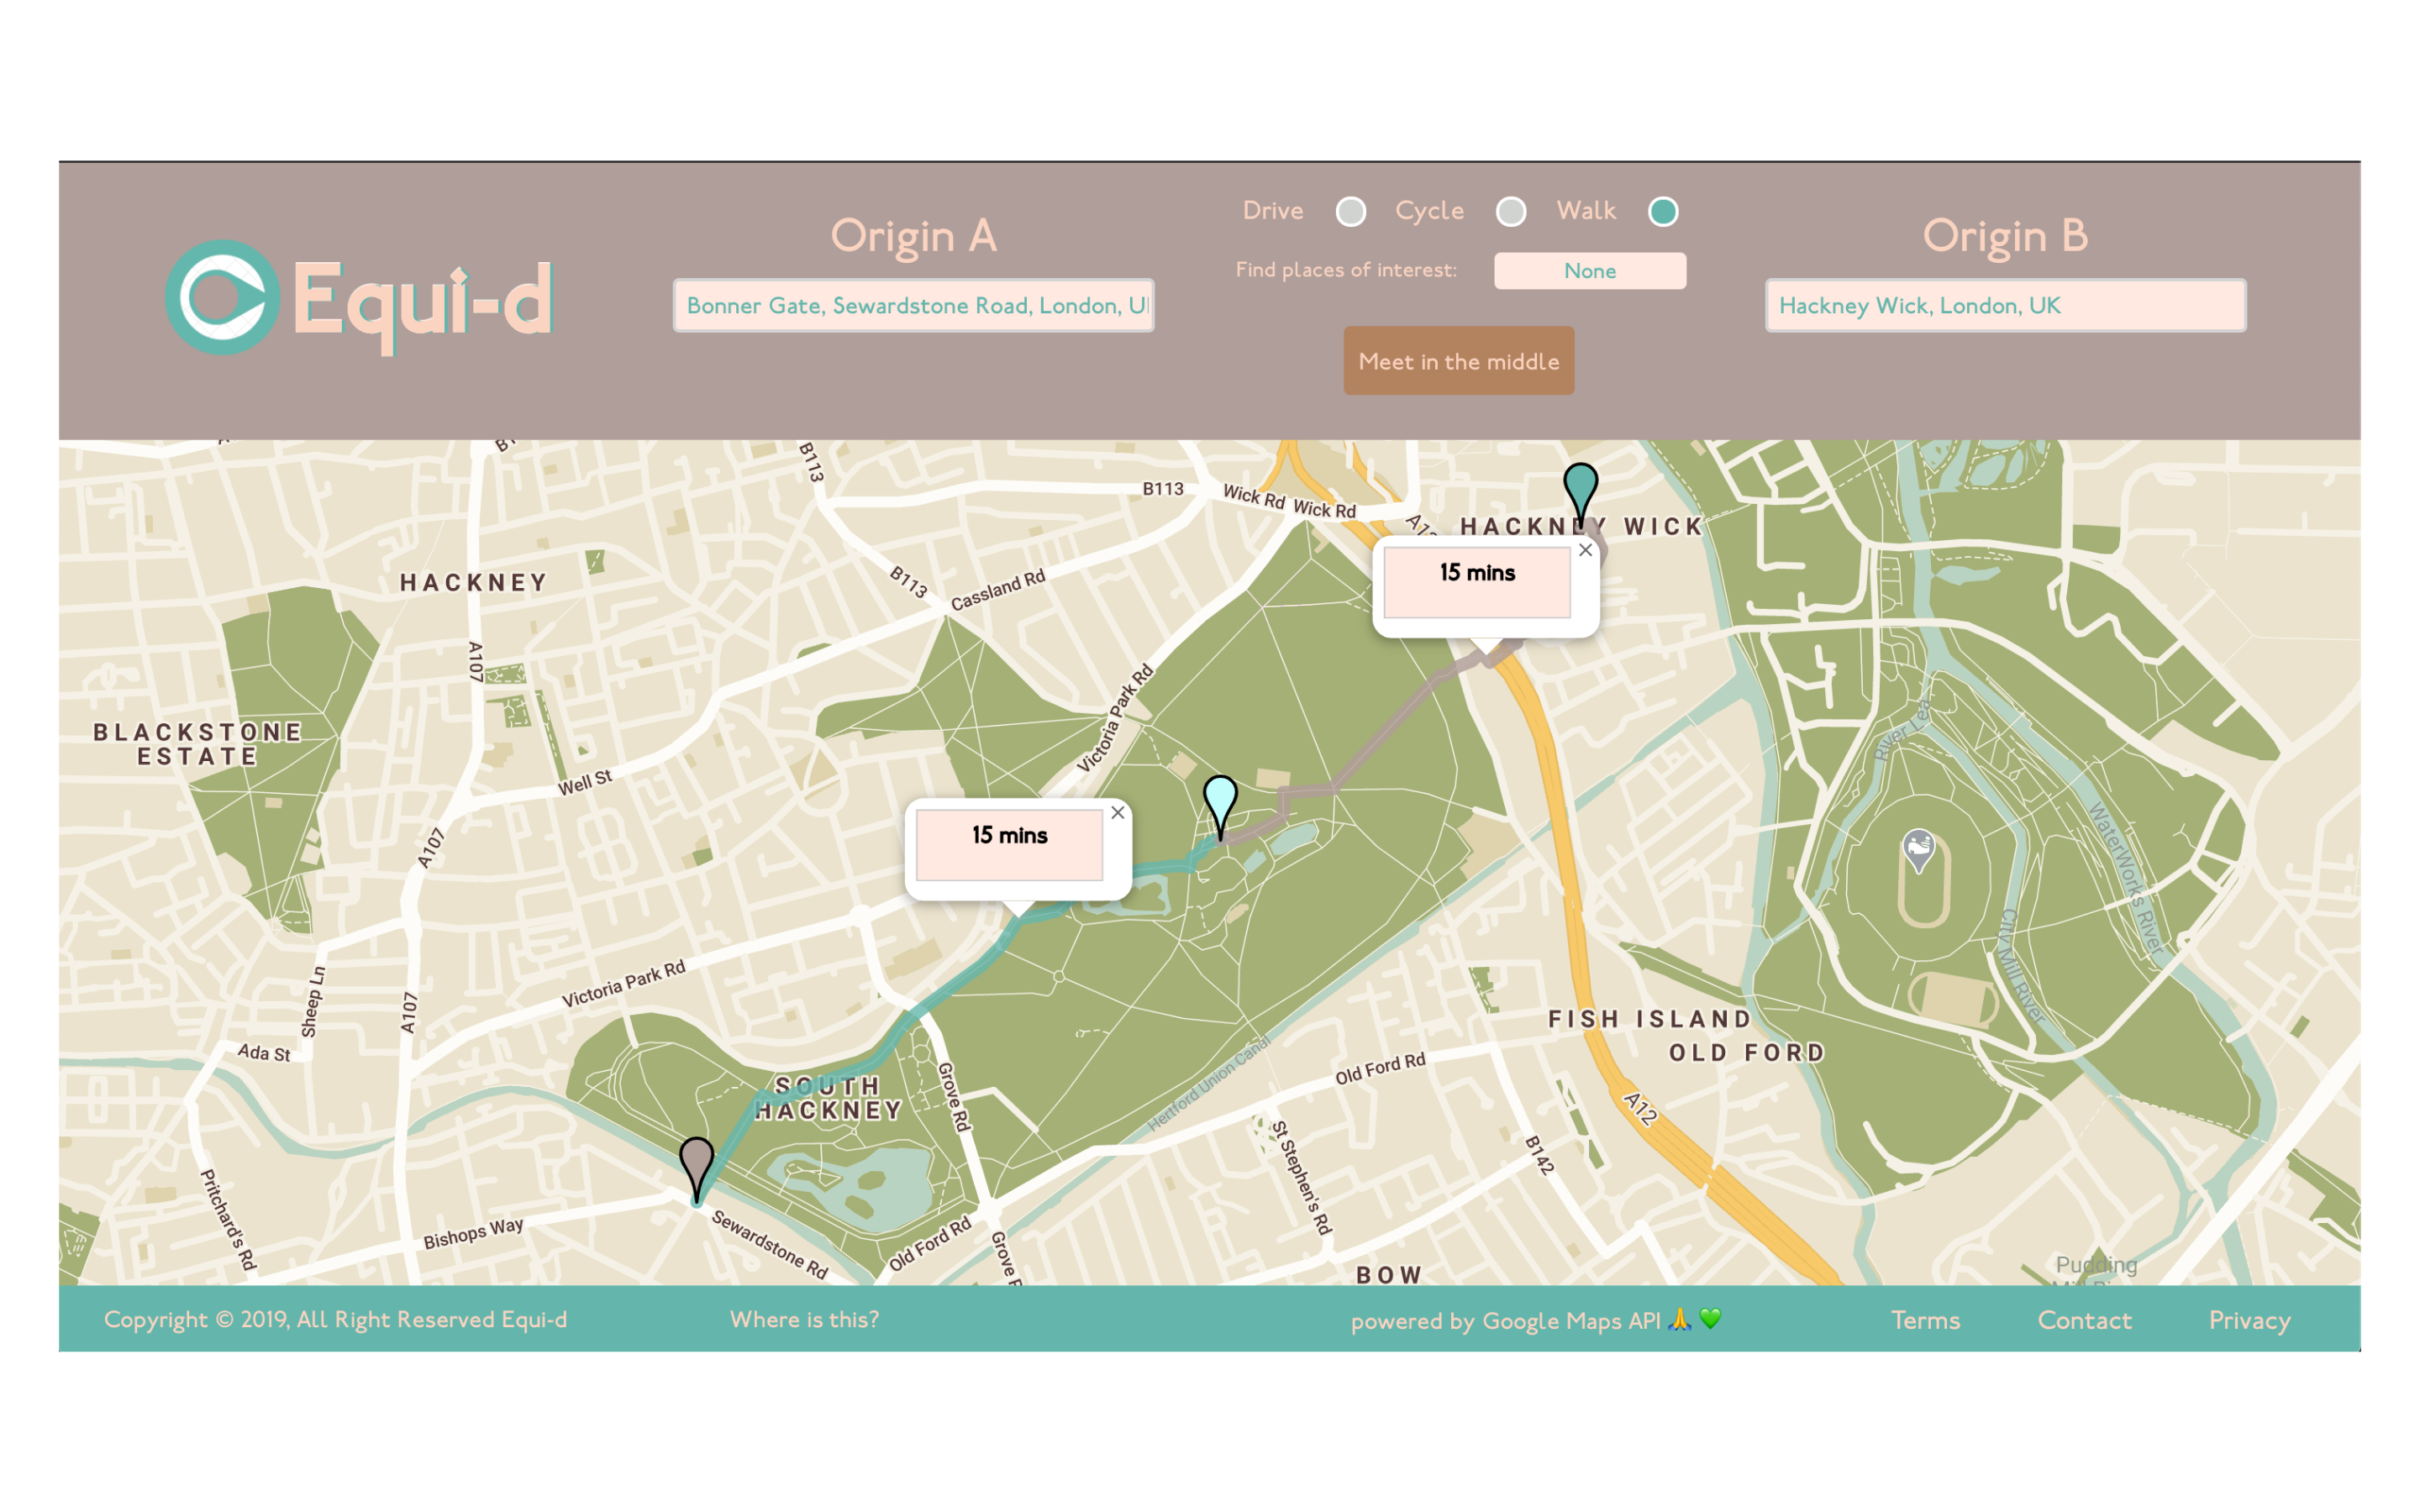 Equi-d
Origin A
Bonner Gate, Sewardstone Road, London, U
Drive
Cycle
Walk
Find places of interest:
None
Meet in the middle
Origin B
Hackney Wick, London, UK
B113
B113
Wick Rd
Wick Rd
HACKNEY WICK
15 mins
HACKNEY
B113
Cassland Rd
A107
Victoria Park Rd
BLACKSTONE
ESTATE
River Lea
Well St
15 mins
A107
WaterWorks River
Victoria Park Rd
Sheep Ln
A107
City Mill River
FISH ISLAND
Ada St
OLD FORD
Hertford Union Canal
Old Ford Rd
SOUTH
HACKNEY
Grove Rd
A12
St Stephen's Rd
B142
Pritchard's Rd
Bishops Way
Sewardstone Rd
Old Ford Rd
Grove
BOW
Pudding
Copyright © 2019, All Right Reserved Equi-d
Where is this?
powered by Google Maps API 🙏 💚
Terms
Contact
Privacy